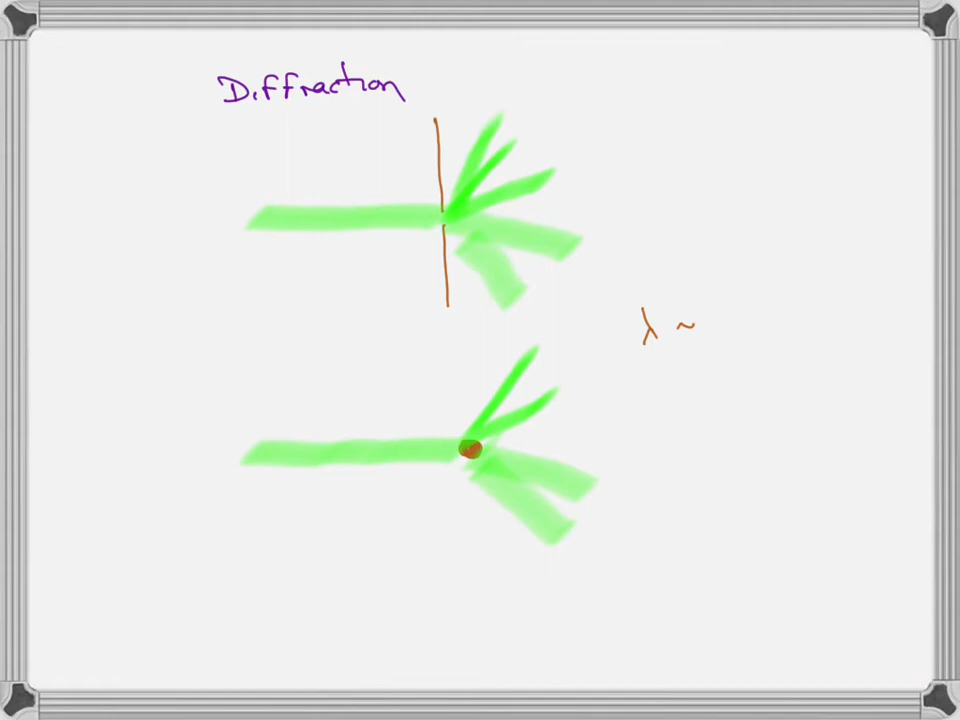 Diffraction
λ ~